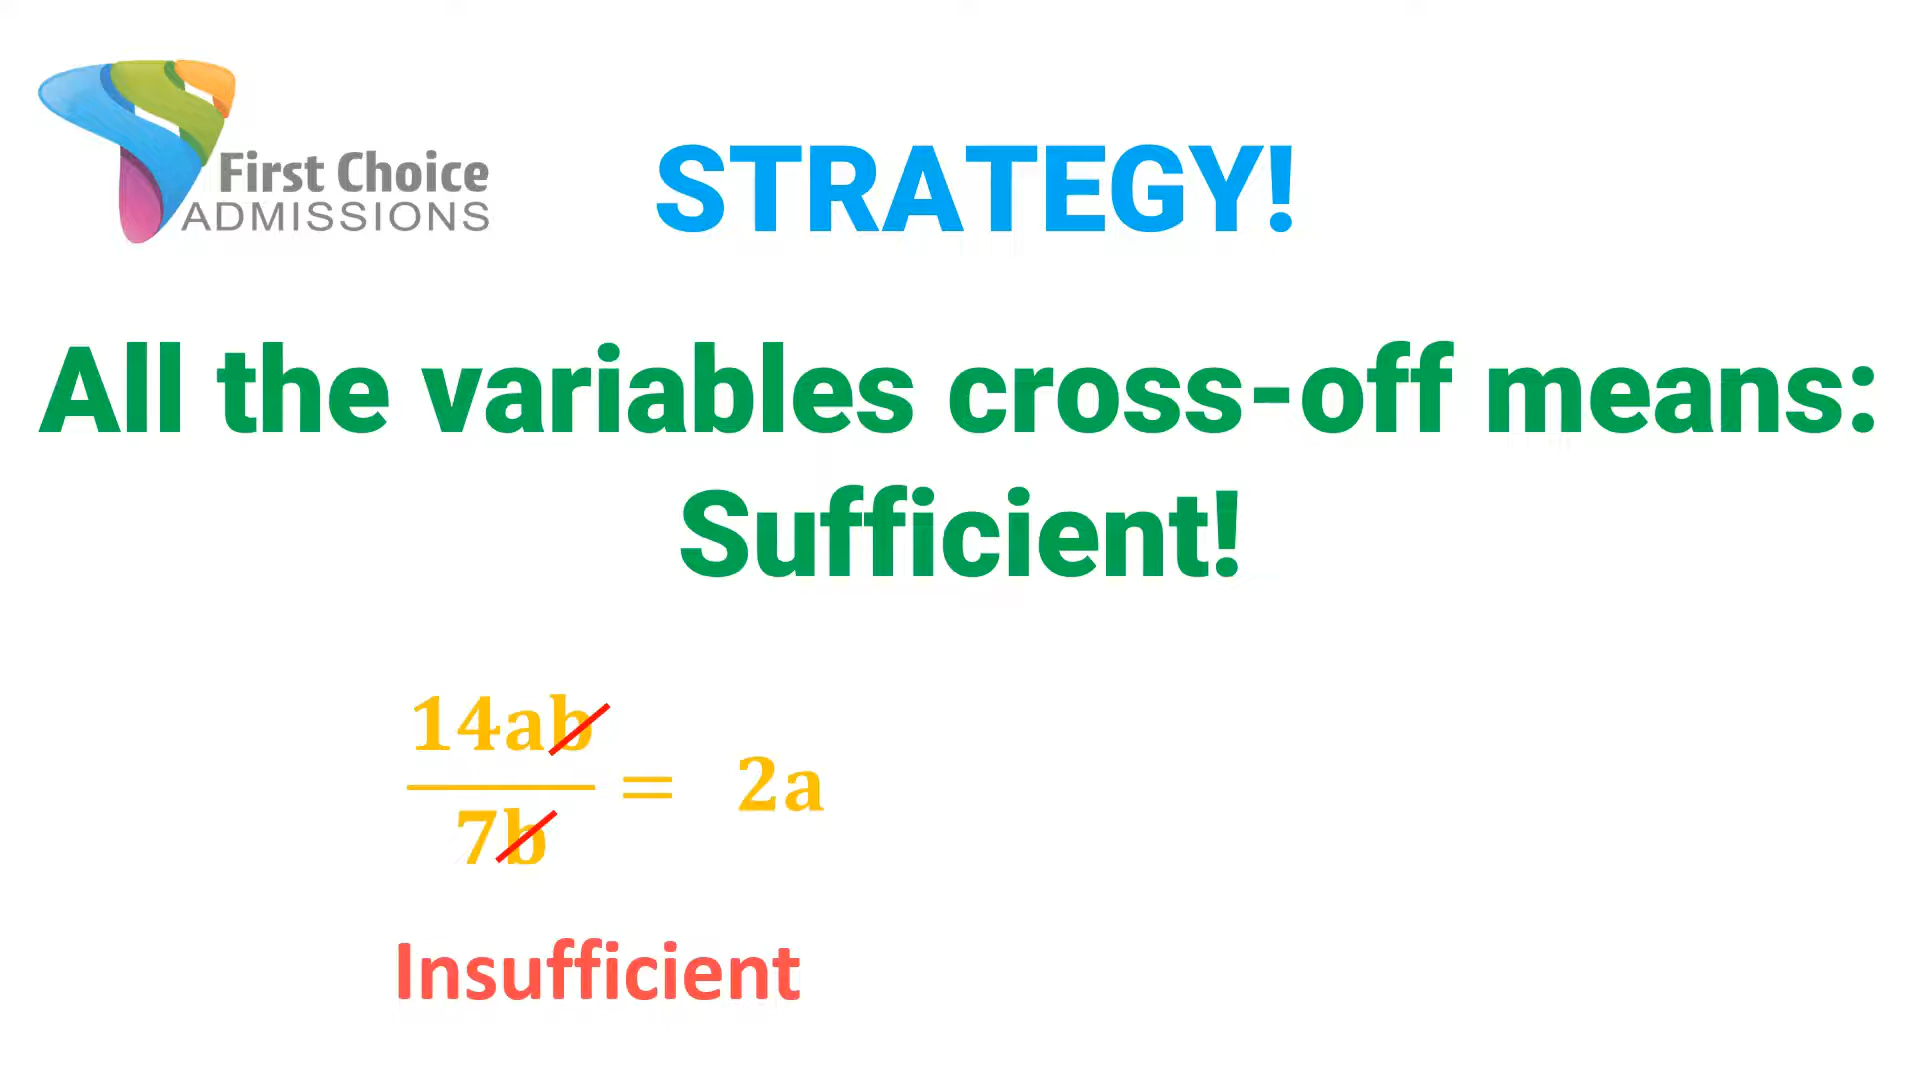 First Choice
ADMISSIONS
STRATEGY!
All the variables cross-off means:
Sufficient!
14ab
7b
= 2a
Insufficient